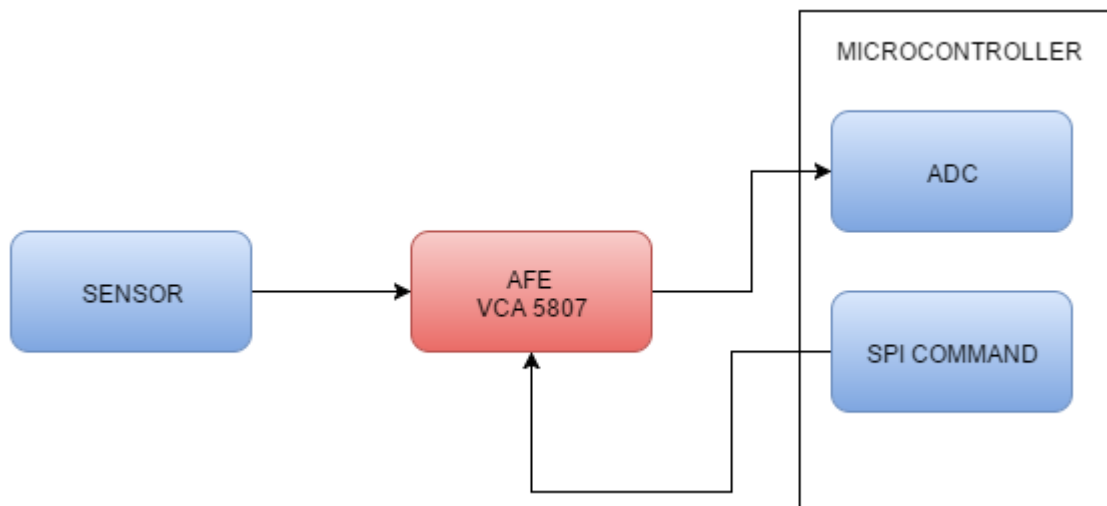 MICROCONTROLLER
ADC
SENSOR
AFE
VCA 5807
SPI COMMAND